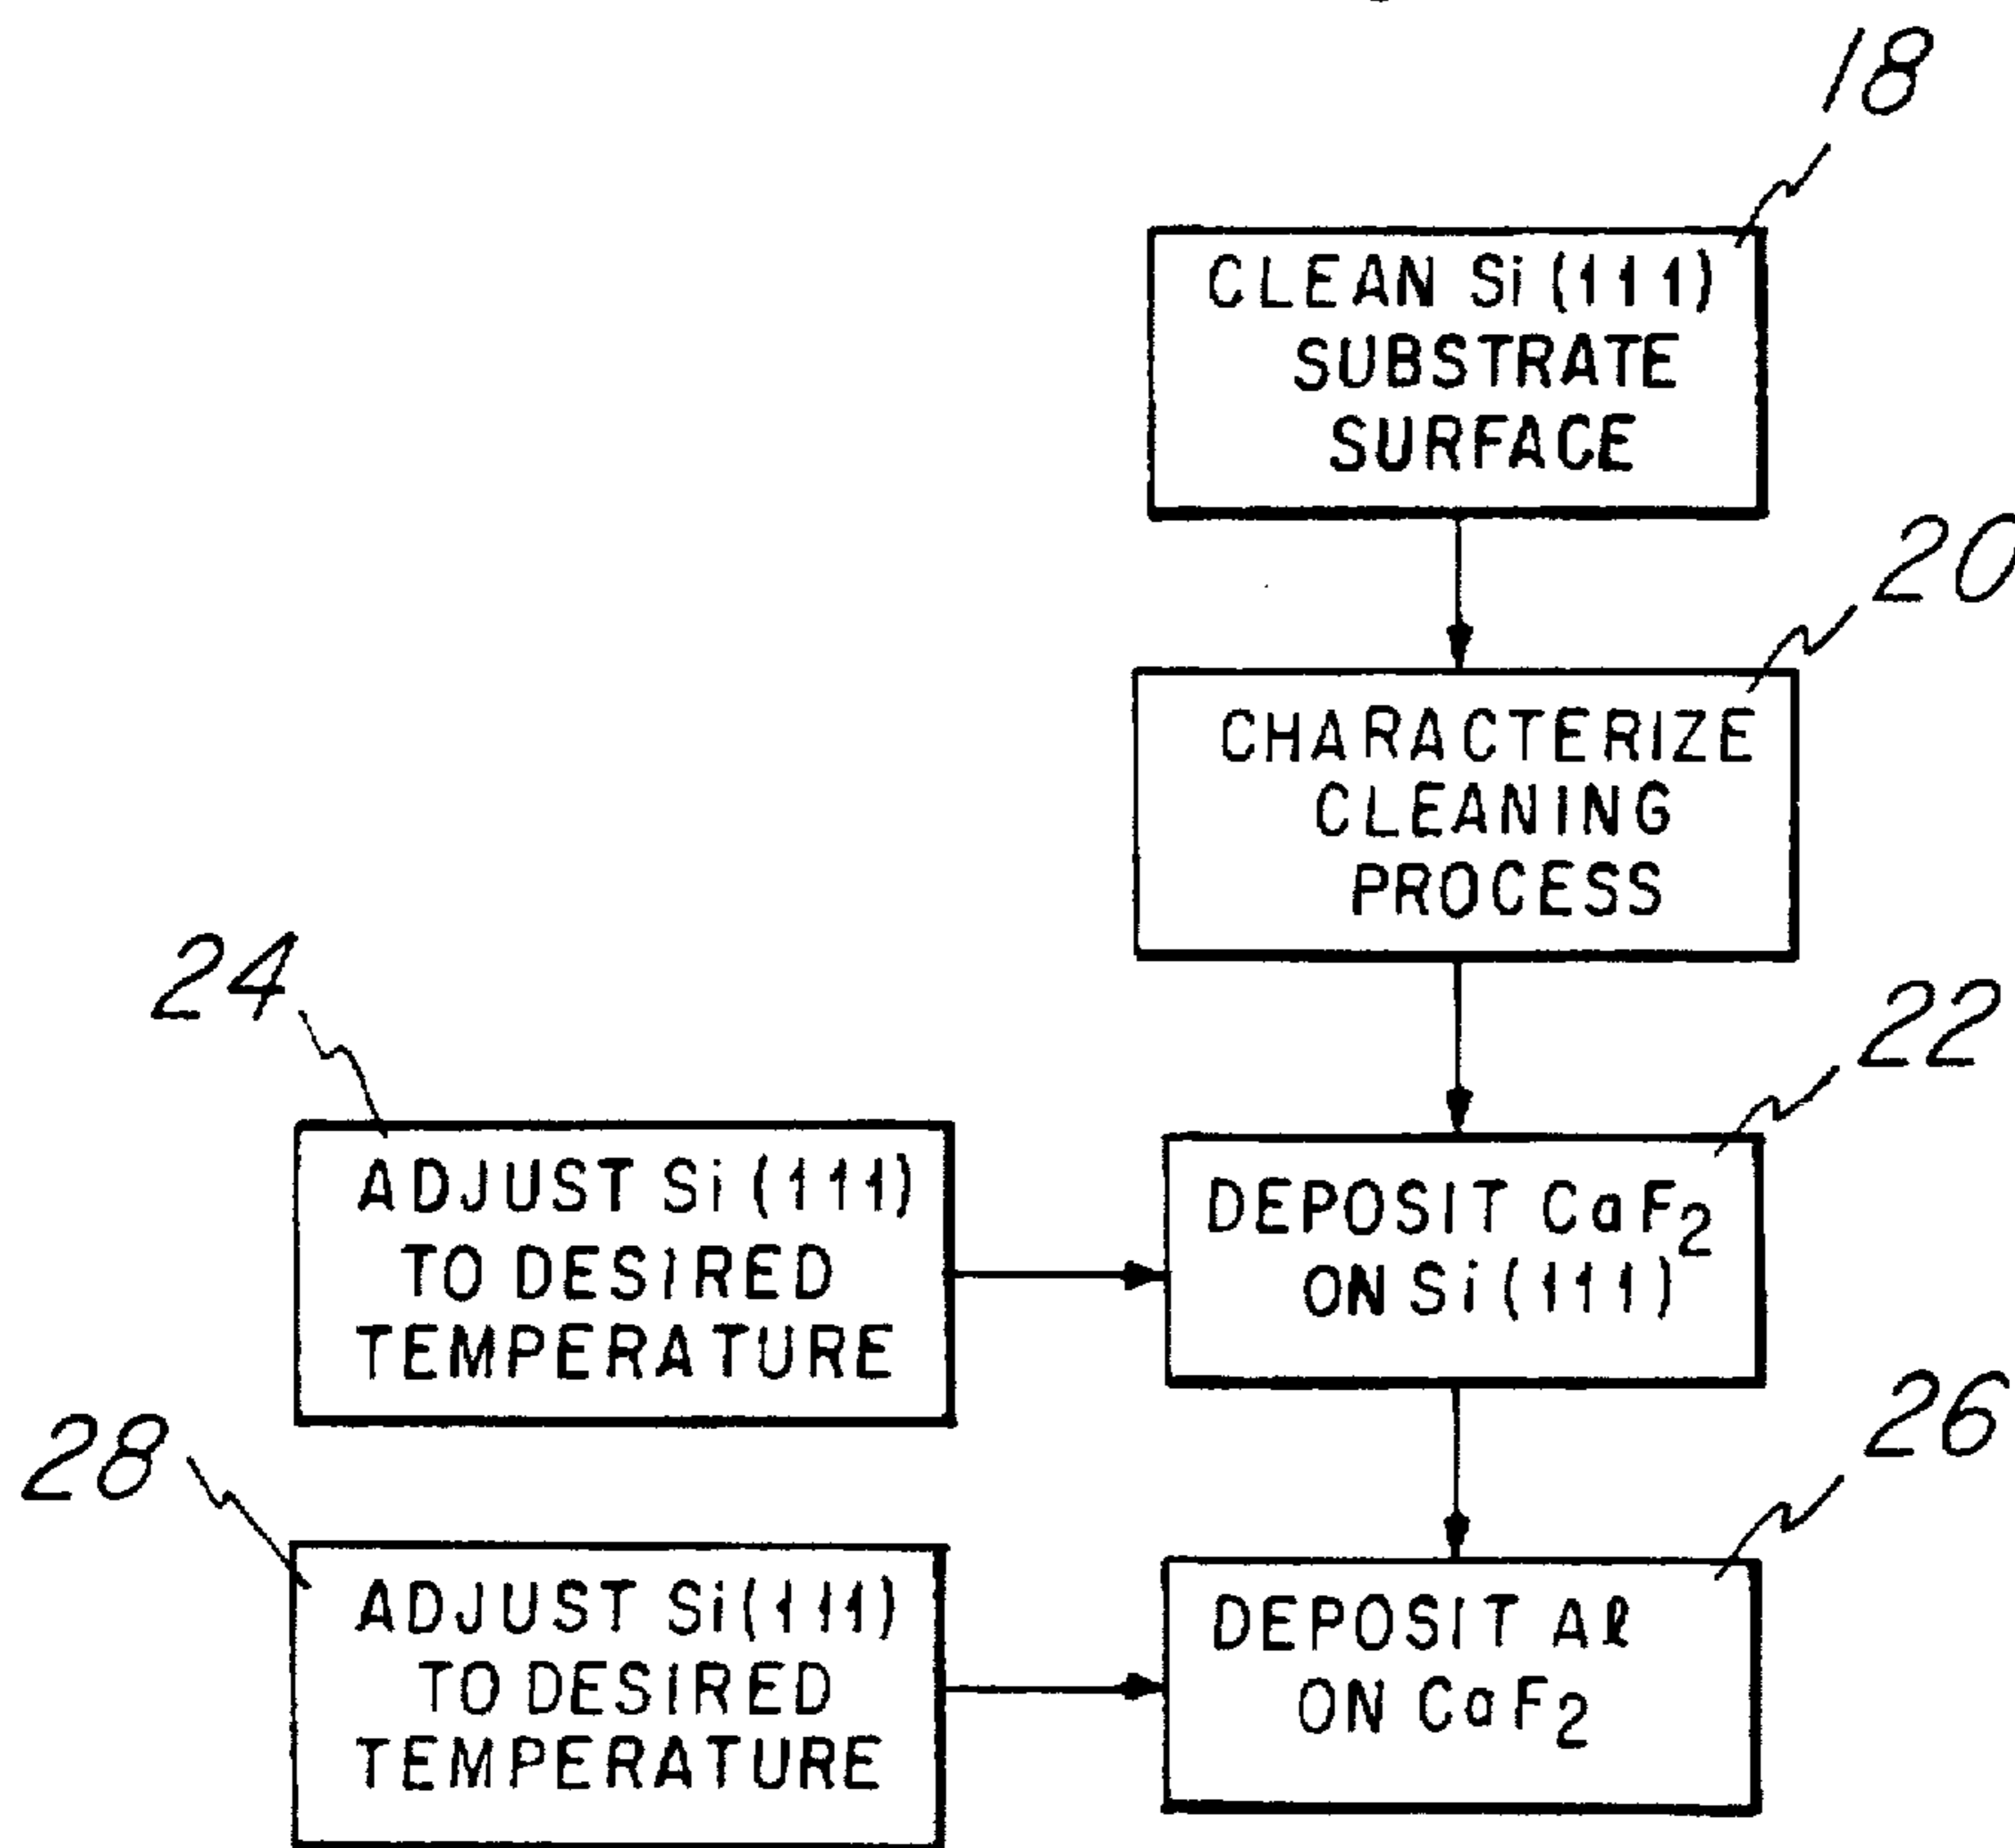 18
CLEAN Si (111)
SUBSTRATE
SURFACE
20
CHARACTERIZE
CLEANING
PROCESS
24
22
ADJUST Si (111)
TO DESIRED
TEMPERATURE
DEPOSIT CaF₂
ON Si (111)
28
26
ADJUST Si(111)
TO DESIRED
TEMPERATURE
DEPOSIT Aℓ
ON CaF₂